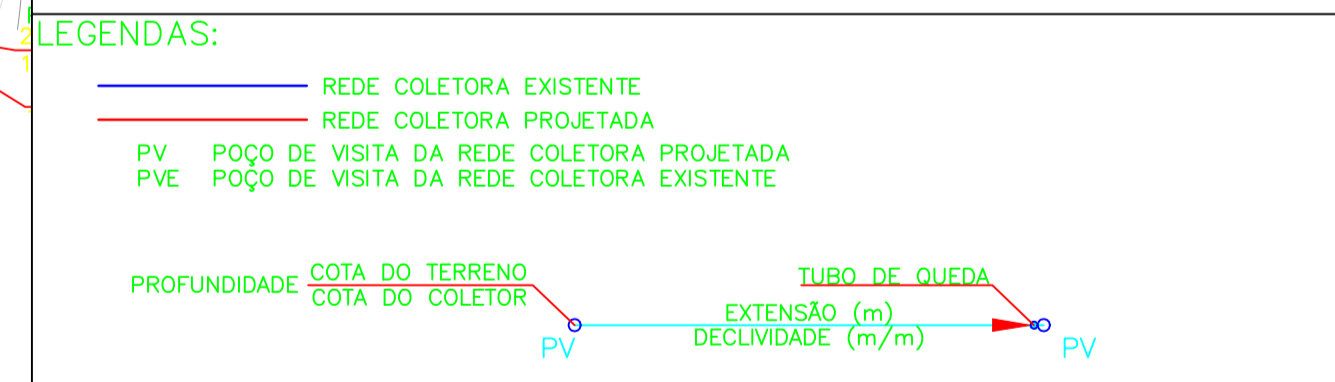 LEGENDAS:
REDE COLETORA EXISTENTE
REDE COLETORA PROJETADA
PV POÇO DE VISITA DA REDE COLETORA PROJETADA
PVE POÇO DE VISITA DA REDE COLETORA EXISTENTE
PROFUNDIDADE
COTA DO TERRENO
COTA DO COLETOR
TUBO DE QUEDA
EXTENSÃO (m)
DECLIVIDADE (m/m)
PV
PV